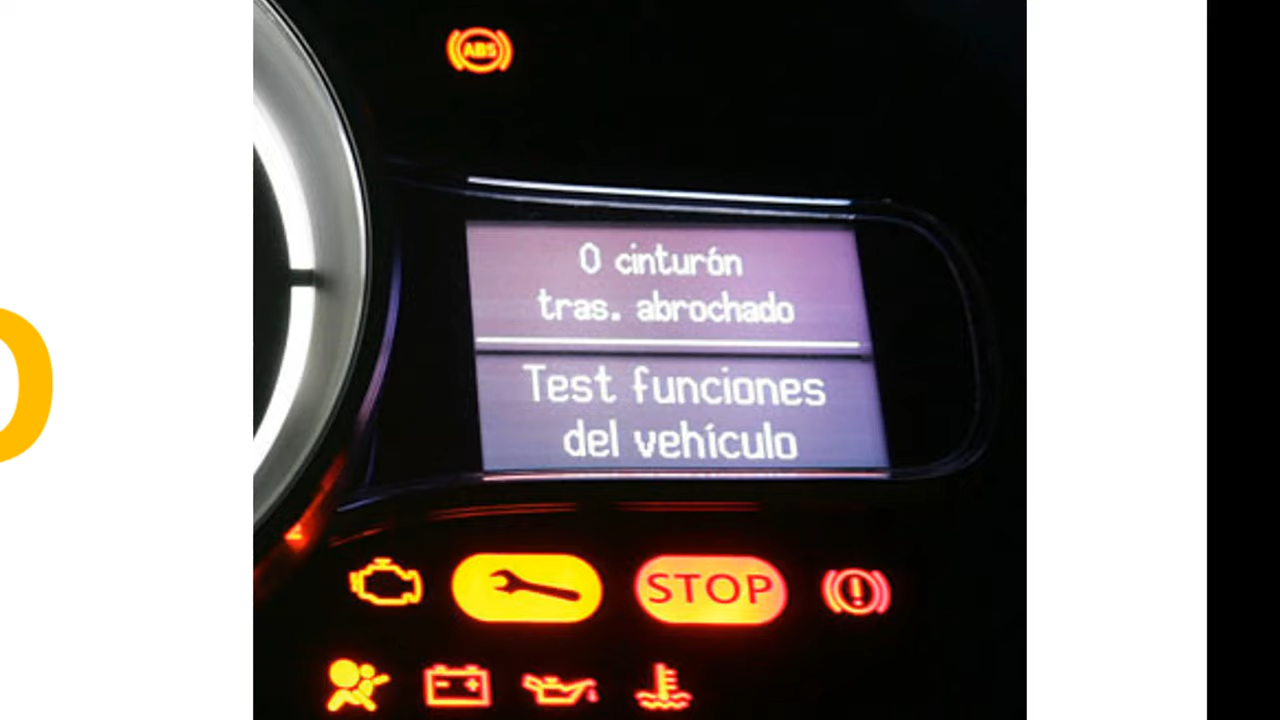 ABS
0 cinturón
tras. abrochado
Test funciones
del vehículo
STOP